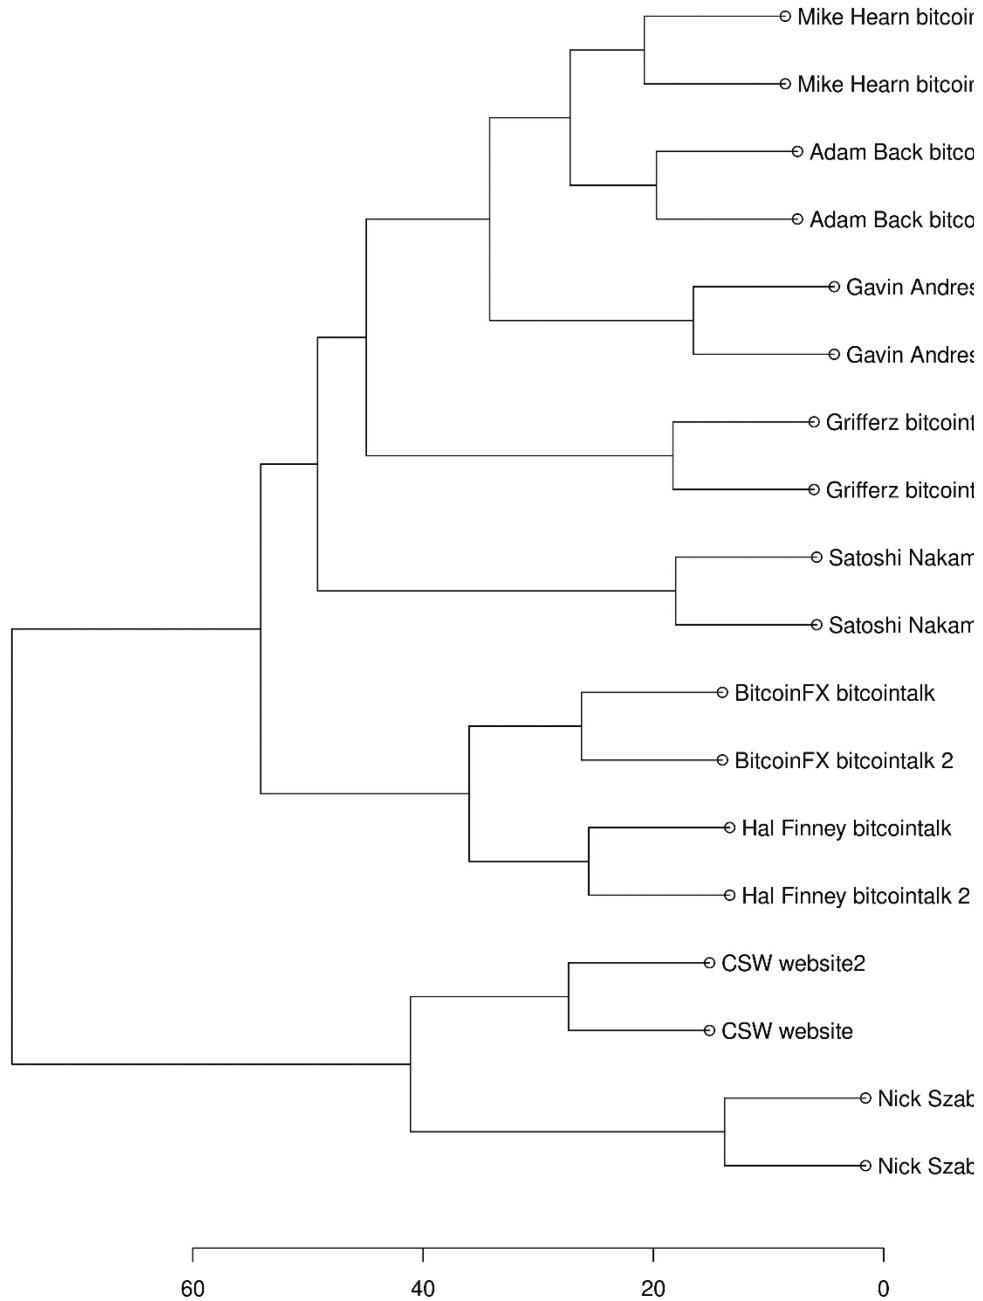 Mike Hearn bitcoin
Mike Hearn bitcoin
Adam Back bitco
Adam Back bitco
Gavin Andres
Gavin Andres
Grifferz bitcoint
Grifferz bitcoint
Satoshi Nakam
Satoshi Nakam
BitcoinFX bitcointalk
BitcoinFX bitcointalk 2
Hal Finney bitcointalk
Hal Finney bitcointalk 2
CSW website2
CSW website
Nick Szab
Nick Szab
60 40 20 0